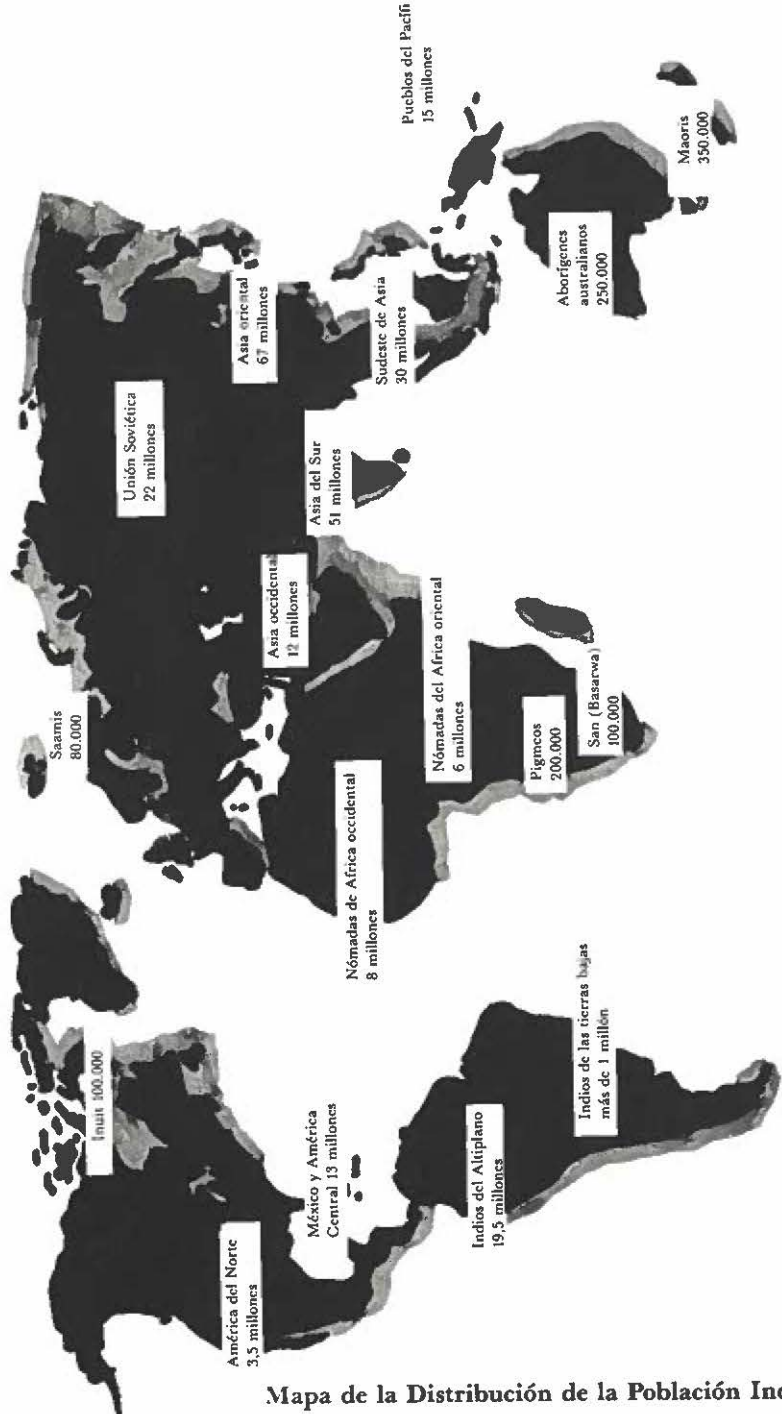 Inuit 100.000
América del Norte
3,5 millones
México y América
Central 13 millones
Indios del Altiplano
19,5 millones
Indios de las tierras bajas
más de 1 millón
Saamis
80.000
Unión Soviética
22 millones
Asia oriental
67 millones
Asia occidental
12 millones
Asia del Sur
51 millones
Sudeste de Asia
30 millones
Nómadas de Africa occidental
8 millones
Nómadas del Africa oriental
6 millones
Pigmeos
200.000
San (Basarwa)
100.000
Pueblos del Pacífi
15 millones
Aborígenes
australianos
250.000
Maoris
350.000
Mapa de la Distribución de la Población